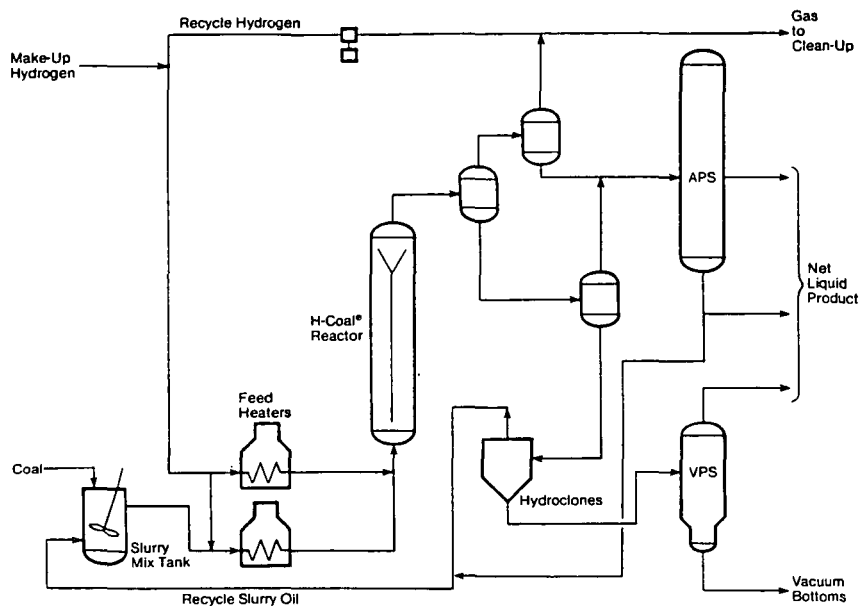 Recycle Hydrogen
Gas
to
Clean-Up
Make-Up
Hydrogen
APS
Net
Liquid
Product
H-Coal®
Reactor
Feed
Heaters
Coal
Slurry
Mix Tank
Hydroclones
VPS
Recycle Slurry Oil
Vacuum
Bottoms